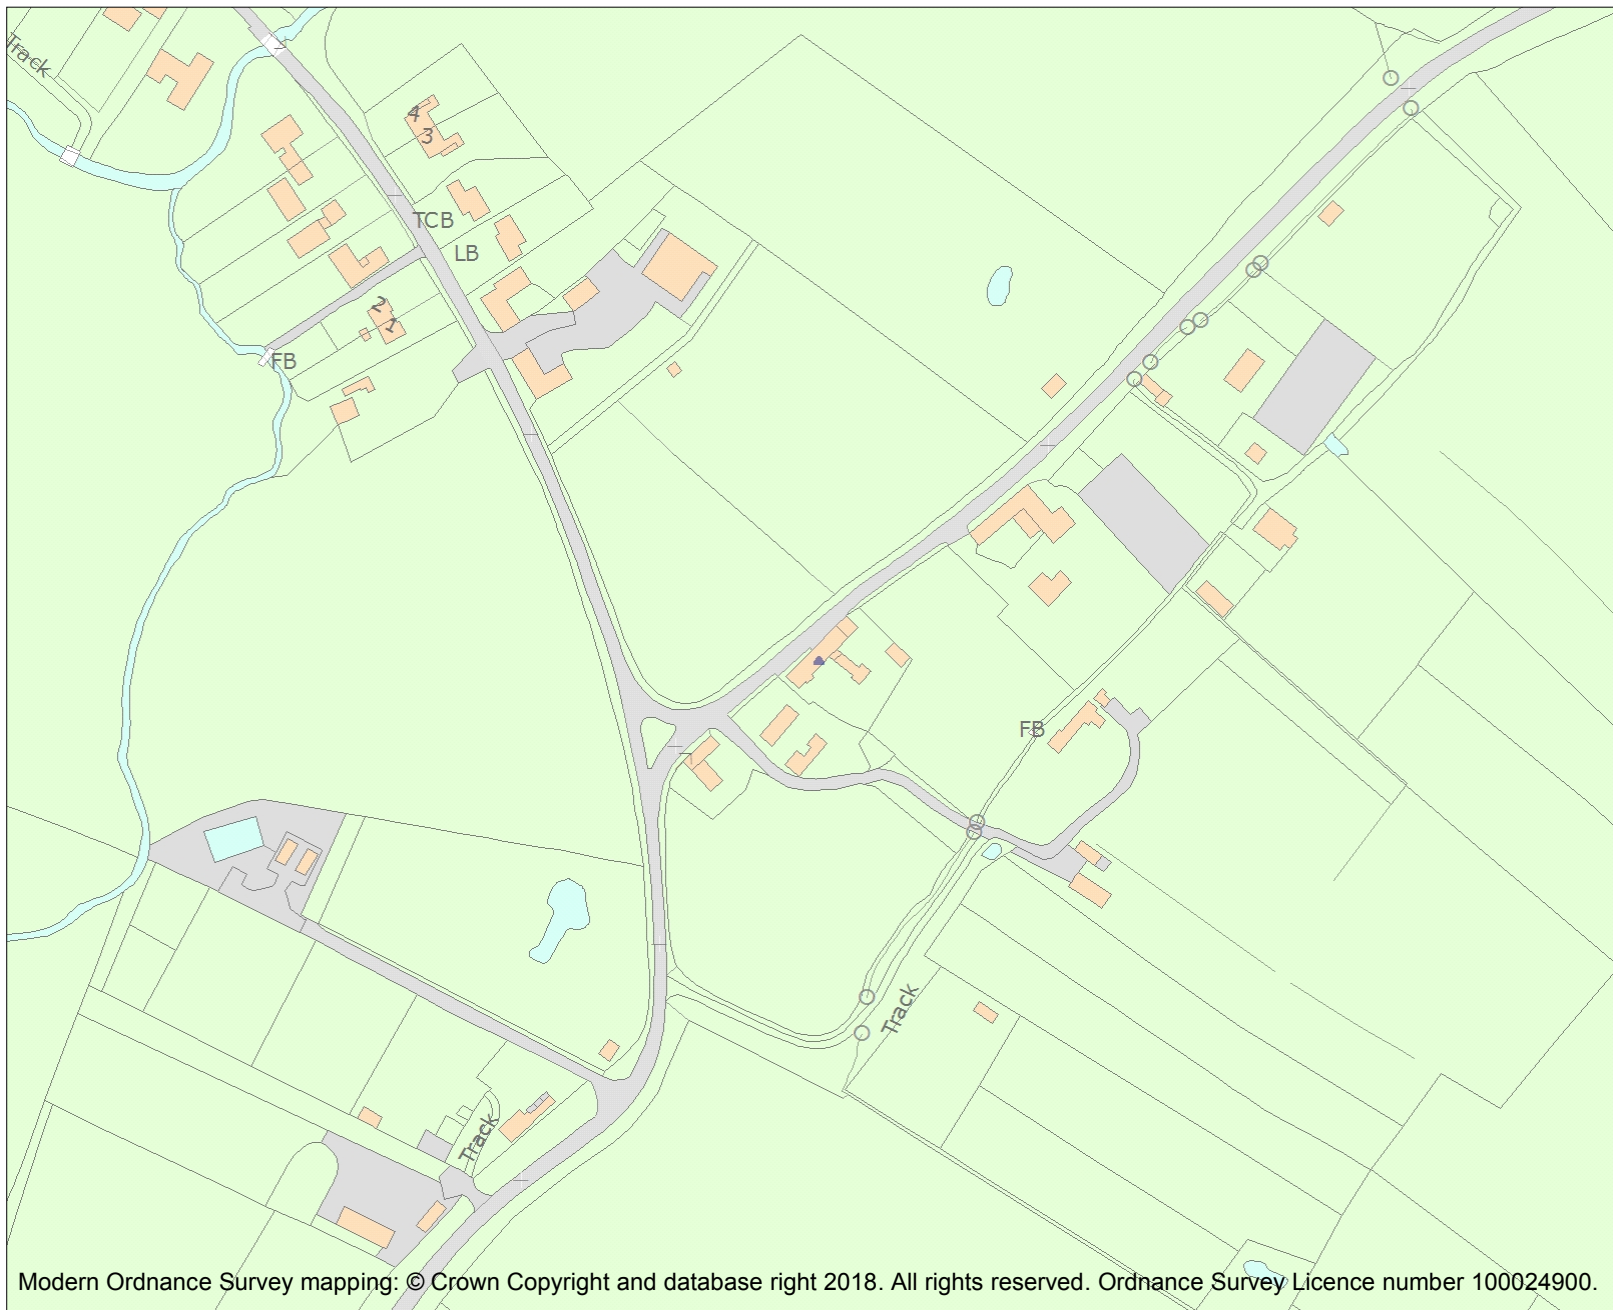 Track
4
3
TCB
LB
2
1
FB
FB
Track
Track
Modern Ordnance Survey mapping: © Crown Copyright and database right 2018. All rights reserved. Ordnance Survey Licence number 100024900.